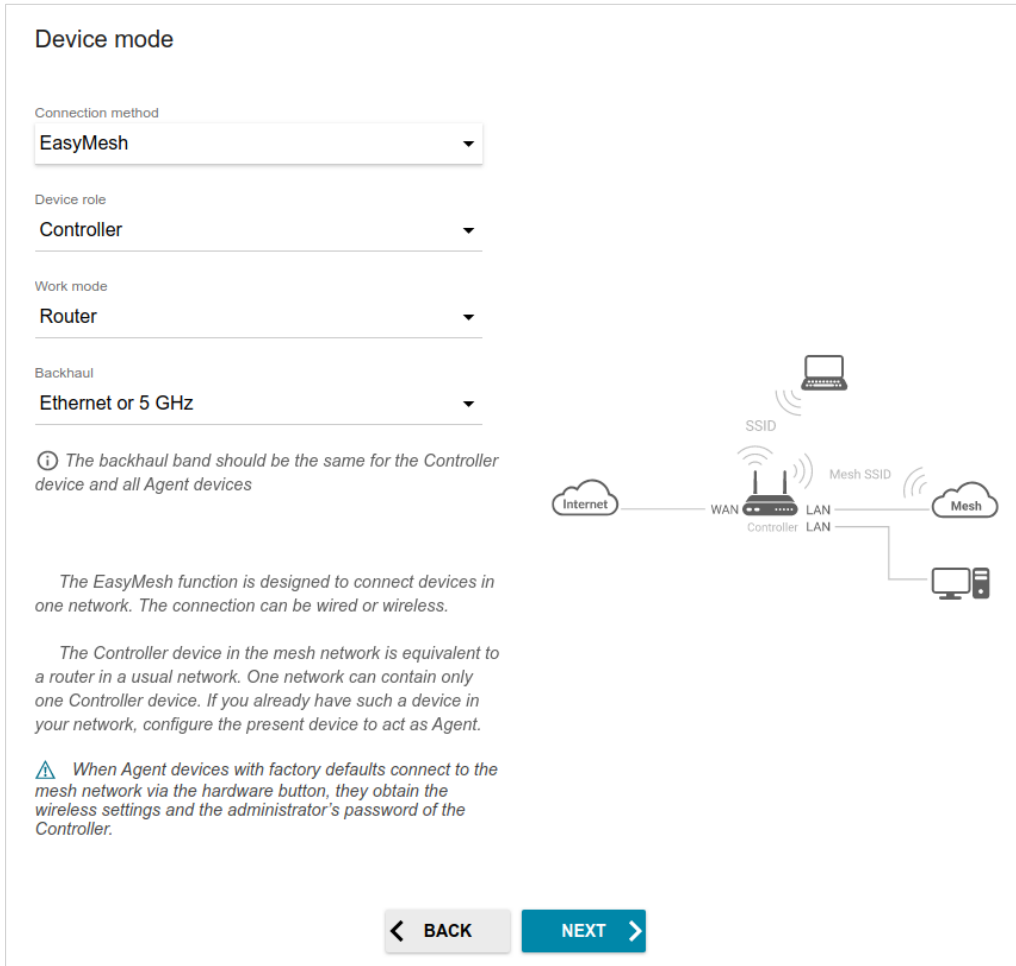 Device mode
Connection method
EasyMesh
Device role
Controller
Work mode
Router
Backhaul
Ethernet or 5 GHz
The backhaul band should be the same for the Controller
device and all Agent devices
The EasyMesh function is designed to connect devices in
one network. The connection can be wired or wireless.
The Controller device in the mesh network is equivalent to
a router in a usual network. One network can contain only
one Controller device. If you already have such a device in
your network, configure the present device to act as Agent.
When Agent devices with factory defaults connect to the
mesh network via the hardware button, they obtain the
wireless settings and the administrator's password of the
Controller.
SSID
Mesh SSID
Internet
WAN
LAN
Mesh
Controller
LAN
BACK
NEXT